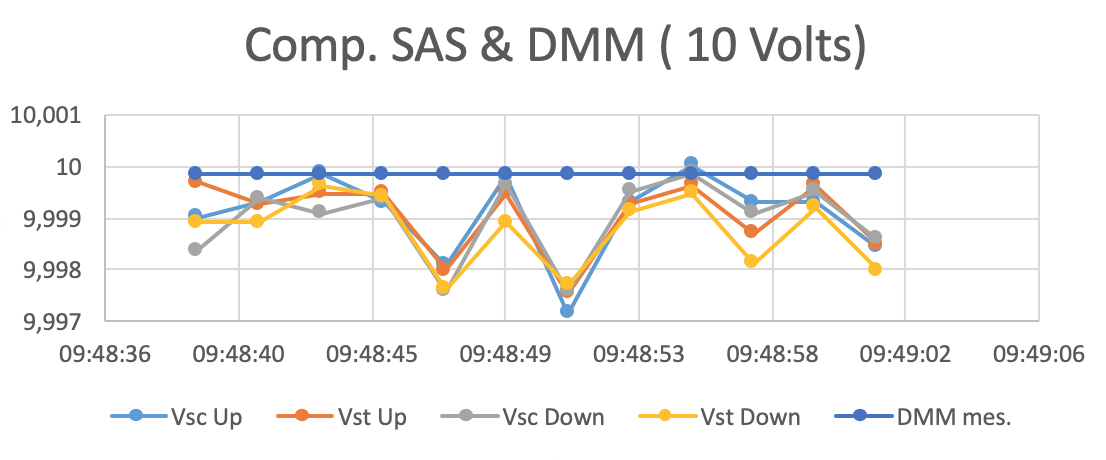 Comp. SAS & DMM ( 10 Volts)
10,001
10
9,999
9,998
9,997
09:48:36 09:48:40 09:48:45 09:48:49 09:48:53 09:48:58 09:49:02 09:49:06
Vsc Up Vst Up Vsc Down Vst Down DMM mes.